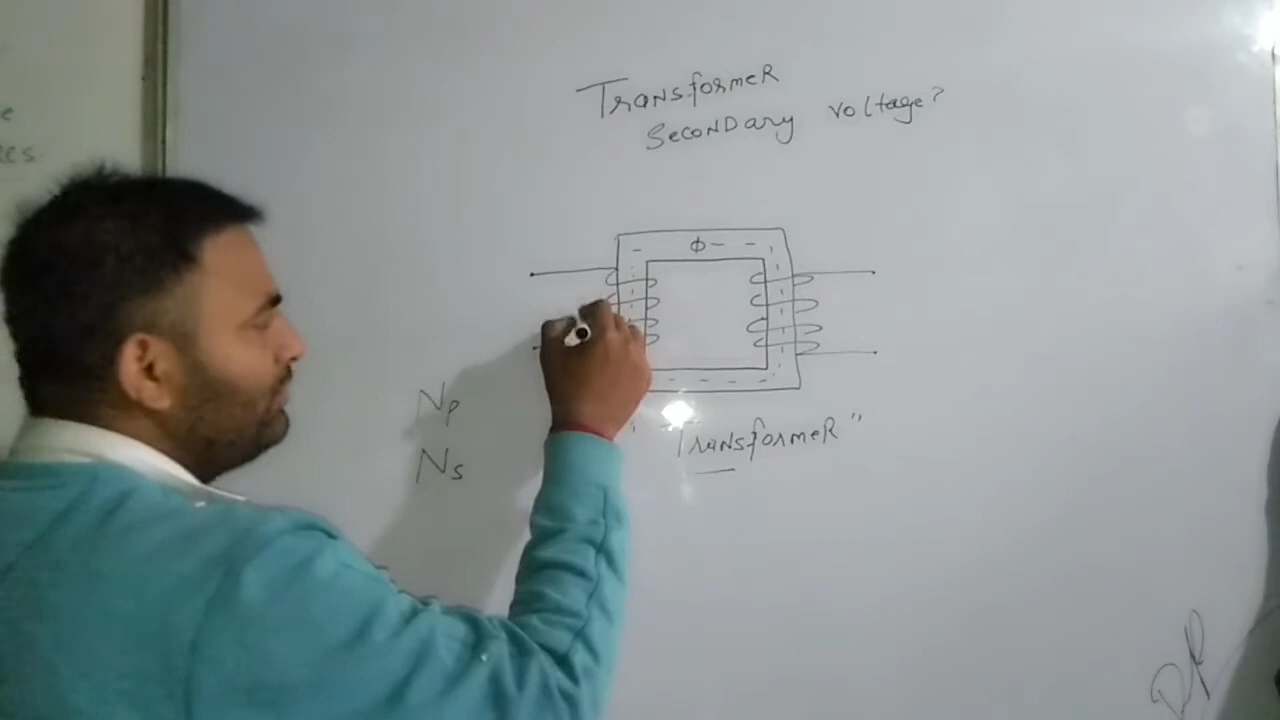 Transformer
Secondary voltage?
ɸ
Np
Ns
"Transformer"